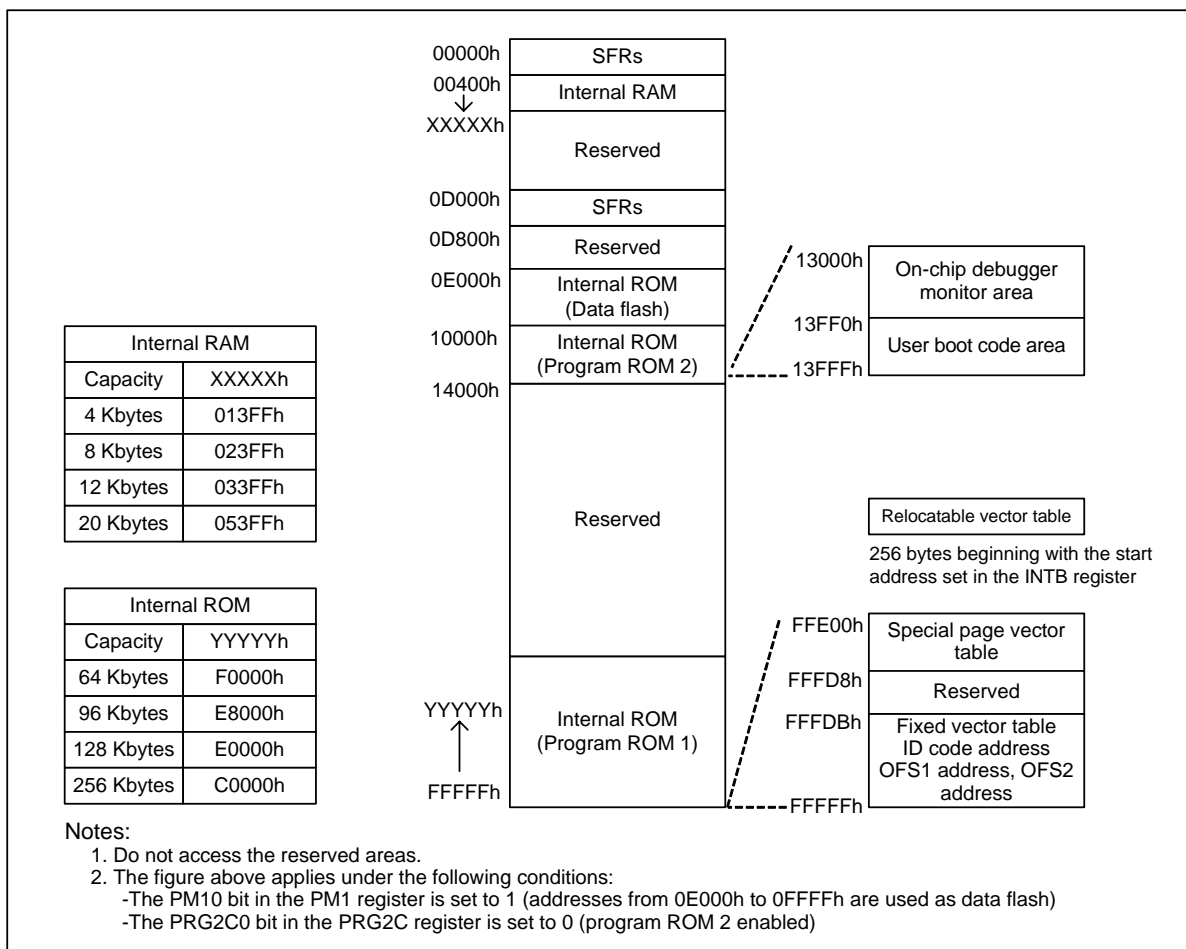 00000h
SFRs
00400h
Internal RAM
XXXXXh
Reserved
0D000h
SFRs
0D800h
Reserved
0E000h
Internal ROM
(Data flash)
10000h
Internal ROM
(Program ROM 2)
14000h
Reserved
YYYYYh
Internal ROM
(Program ROM 1)
FFFFFh
13000h
On-chip debugger
monitor area
13FF0h
User boot code area
13FFFh
Relocatable vector table
256 bytes beginning with the start
address set in the INTB register
FFE00h
Special page vector
table
FFFD8h
Reserved
FFFDBh
Fixed vector table
ID code address
OFS1 address, OFS2
address
FFFFFh
Internal RAM
Capacity XXXXXh
4 Kbytes 013FFh
8 Kbytes 023FFh
12 Kbytes 033FFh
20 Kbytes 053FFh
Internal ROM
Capacity YYYYYh
64 Kbytes F0000h
96 Kbytes E8000h
128 Kbytes E0000h
256 Kbytes C0000h
Notes:
1. Do not access the reserved areas.
2. The figure above applies under the following conditions:
-The PM10 bit in the PM1 register is set to 1 (addresses from 0E000h to 0FFFFh are used as data flash)
-The PRG2C0 bit in the PRG2C register is set to 0 (program ROM 2 enabled)